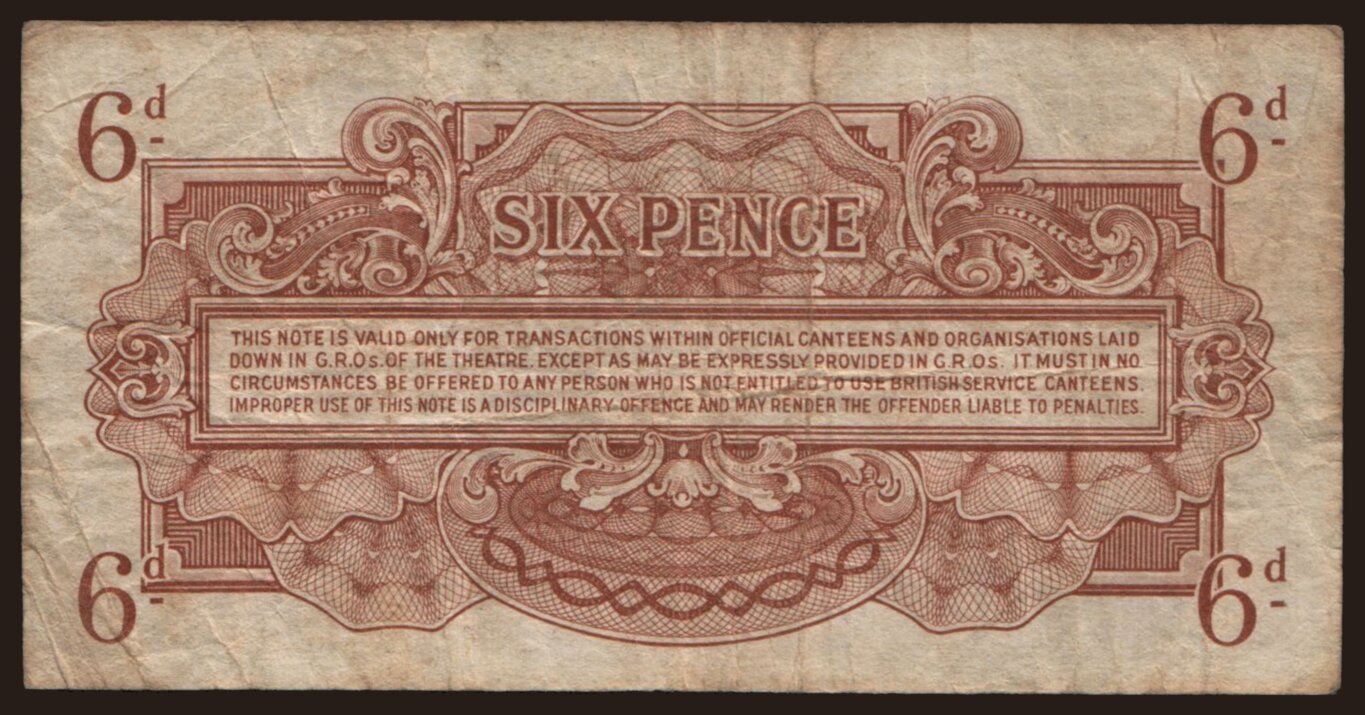 6d 6d
SIX PENCE
THIS NOTE IS VALID ONLY FOR TRANSACTIONS WITHIN OFFICIAL CANTEENS AND ORGANISATIONS LAID
DOWN IN G.R.Os. OF THE THEATRE. EXCEPT AS MAY BE EXPRESSLY PROVIDED IN G.R.Os. IT MUST IN NO
CIRCUMSTANCES BE OFFERED TO ANY PERSON WHO IS NOT ENTITLED TO USE BRITISH SERVICE CANTEENS.
IMPROPER USE OF THIS NOTE IS A DISCIPLINARY OFFENCE AND MAY RENDER THE OFFENDER LIABLE TO PENALTIES.
6d 6d